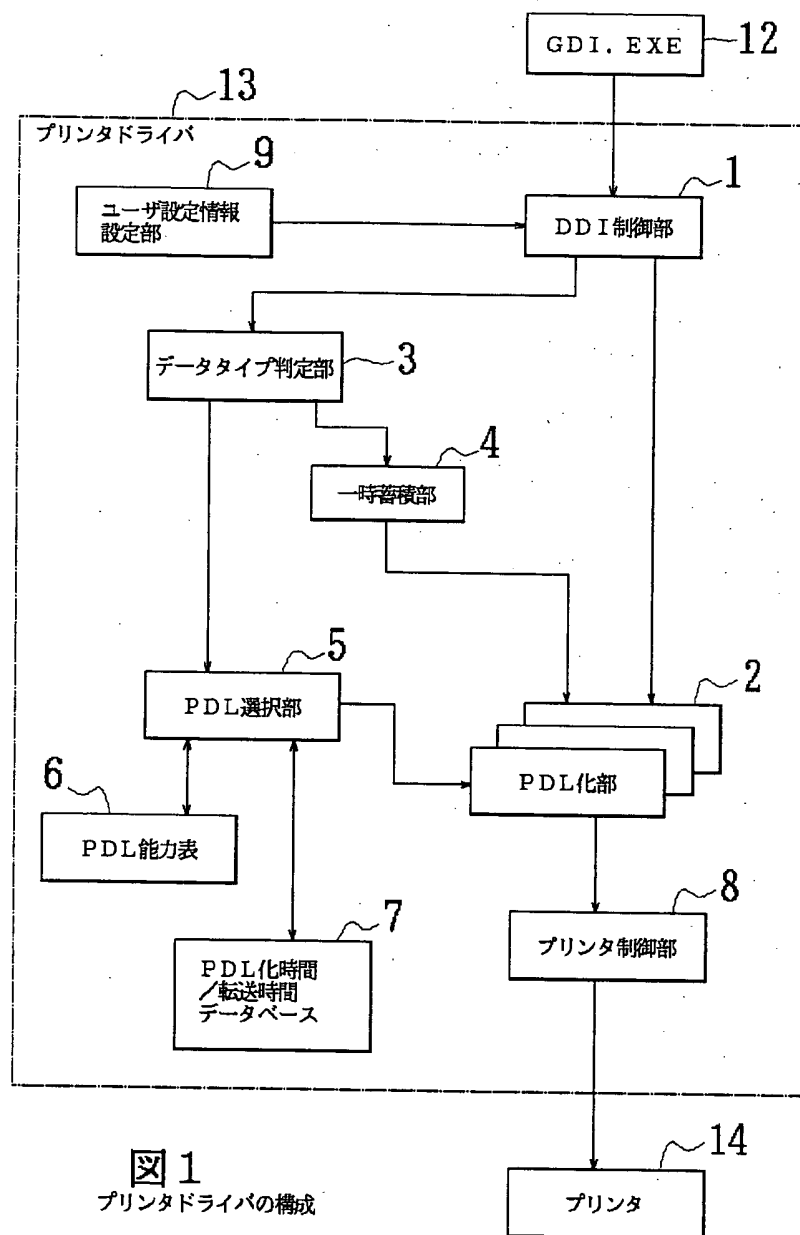 GDI.EXE
12
13
プリンタドライバ
9
ユーザ設定情報
設定部
1
DDI制御部
データタイプ判定部
3
4
一時蓄積部
5
PDL選択部
2
PDL化部
6
PDL能力表
7
PDL化時間
/転送時間
データベース
8
プリンタ制御部
14
プリンタ
図1
プリンタドライバの構成